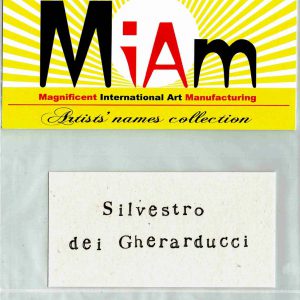 MiAm
Magnificent International Art Manufacturing
Artists' names collection
Silvestro
dei Gherarducci